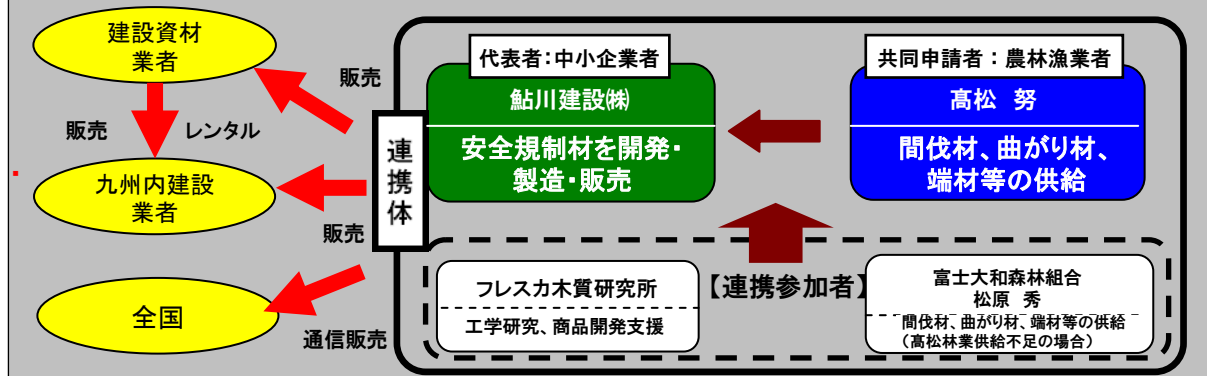 建設資材
業者
販売
販売
レンタル
九州内建設
業者
販売
全国
通信販売
連
携
体
代表者:中小企業者
鮎川建設㈱
安全規制材を開発・
製造・販売
共同申請者：農林漁業者
髙松 努
間伐材、曲がり材、
端材等の供給
フレスカ木質研究所
工学研究、商品開発支援
【連携参加者】
富士大和森林組合
松原 秀
間伐材、曲がり材、端材等の供給
（髙松林業供給不足の場合）